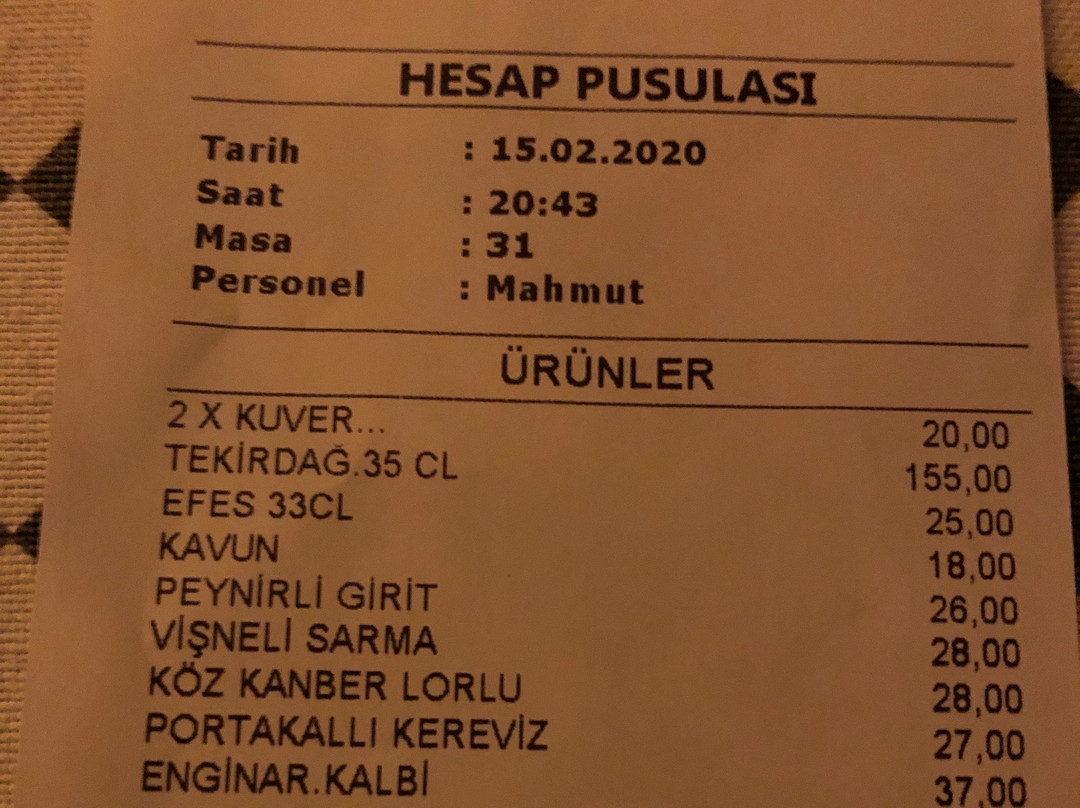 HESAP PUSULASI
Tarih : 15.02.2020
Saat : 20:43
Masa : 31
Personel : Mahmut
ÜRÜNLER
2 X KUVER... 20,00
TEKİRDAĞ.35 CL 155,00
EFES 33CL 25,00
KAVUN 18,00
PEYNİRLİ GİRİT 26,00
VİŞNELİ SARMA 28,00
KÖZ KANBER LORLU 28,00
PORTAKALLI KEREVİZ 27,00
ENGİNAR.KALBİ 37,00